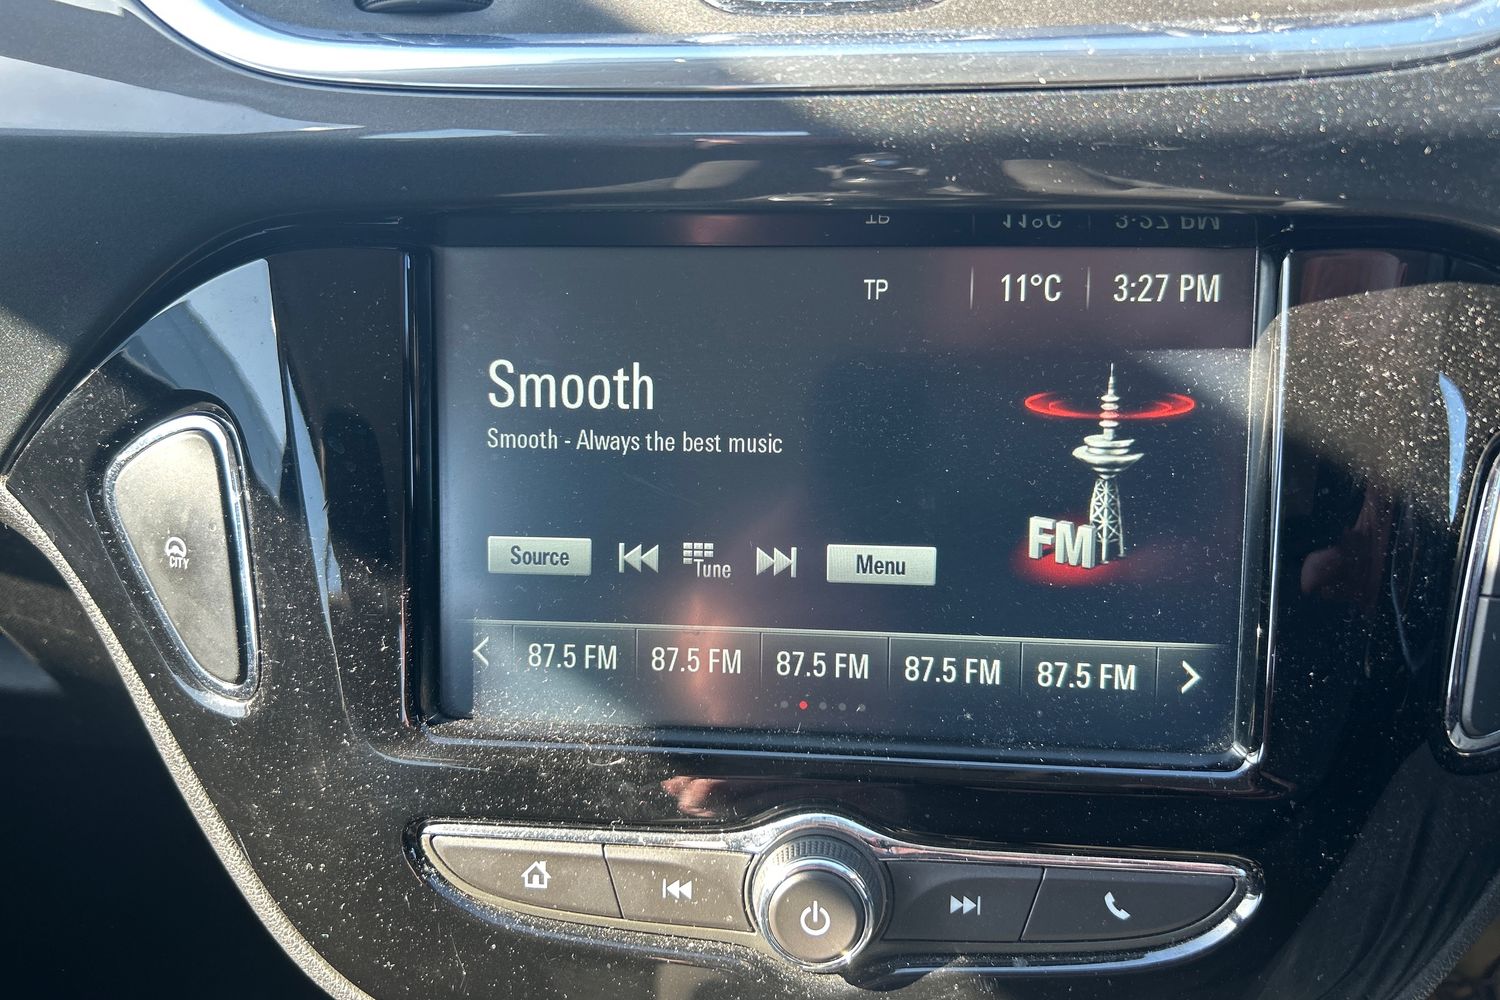 TP 11°C 3:27 PM
Smooth
Smooth - Always the best music
FM
Source Tune Menu
87.5 FM 87.5 FM 87.5 FM 87.5 FM 87.5 FM
CITY